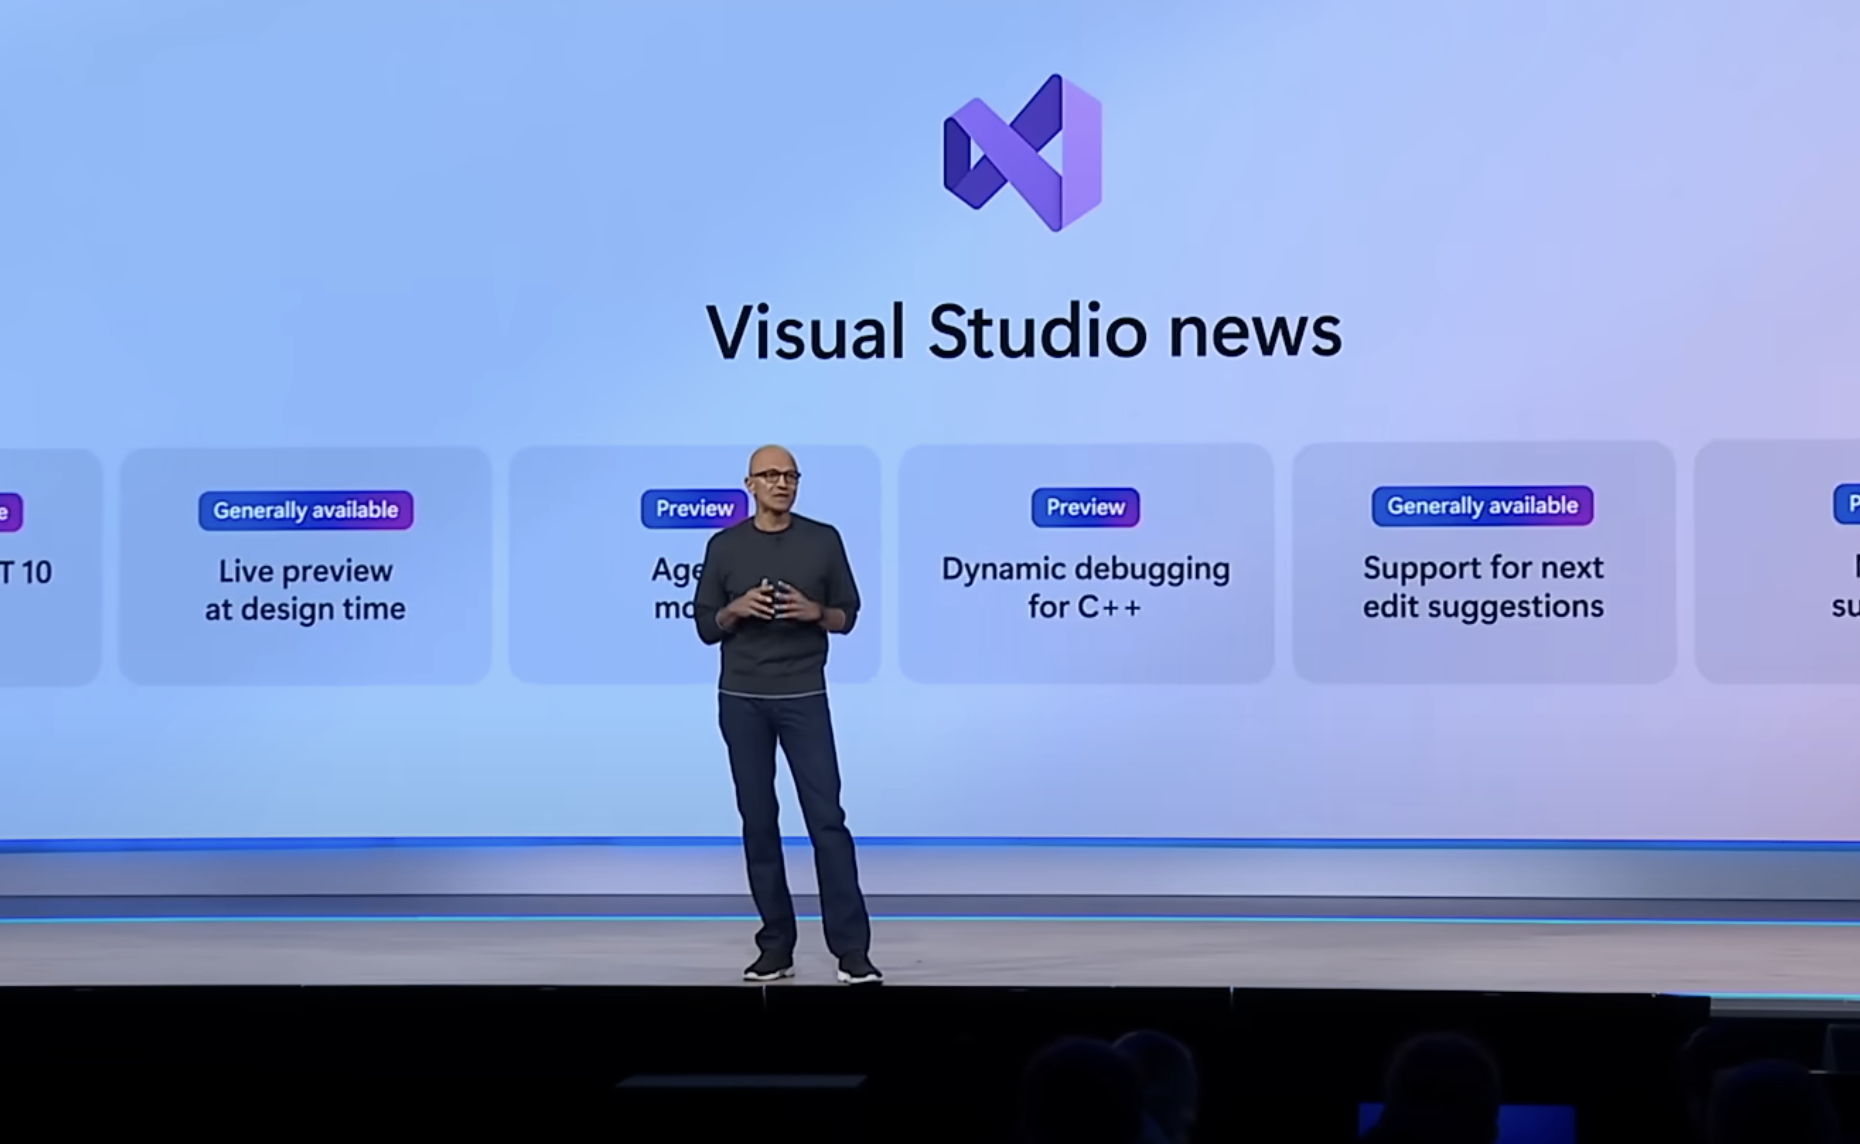 Visual Studio news
T 10
Generally available
Live preview
at design time
Preview
Preview
Dynamic debugging
for C++
Generally available
Support for next
edit suggestions